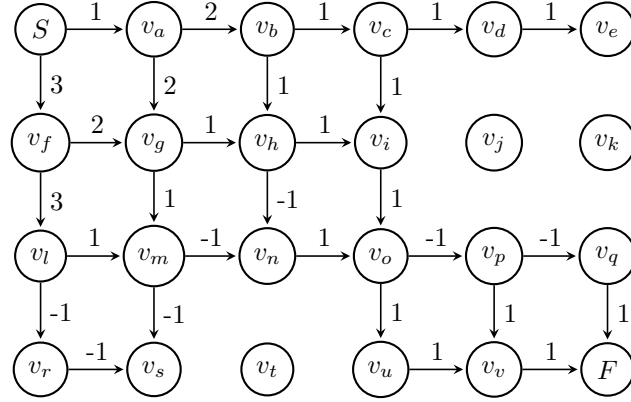 1 2 1 1 1
S v_a v_b v_c v_d v_e
3 2 1 1
2 1 1
v_f v_g v_h v_i v_j v_k
3 1 -1 1
1 -1 1 -1 -1
v_l v_m v_n v_o v_p v_q
-1 -1 1 1 1
-1 1 1
v_r v_s v_t v_u v_v F